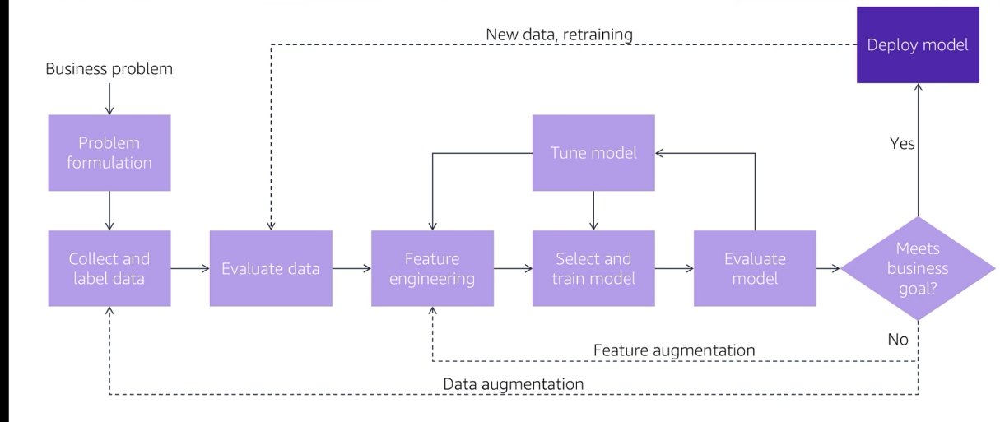 New data, retraining
Deploy model
Business problem
Problem
formulation
Tune model
Yes
Collect and
label data
Evaluate data
Feature
engineering
Select and
train model
Evaluate
model
Meets
business
goal?
No
Feature augmentation
Data augmentation